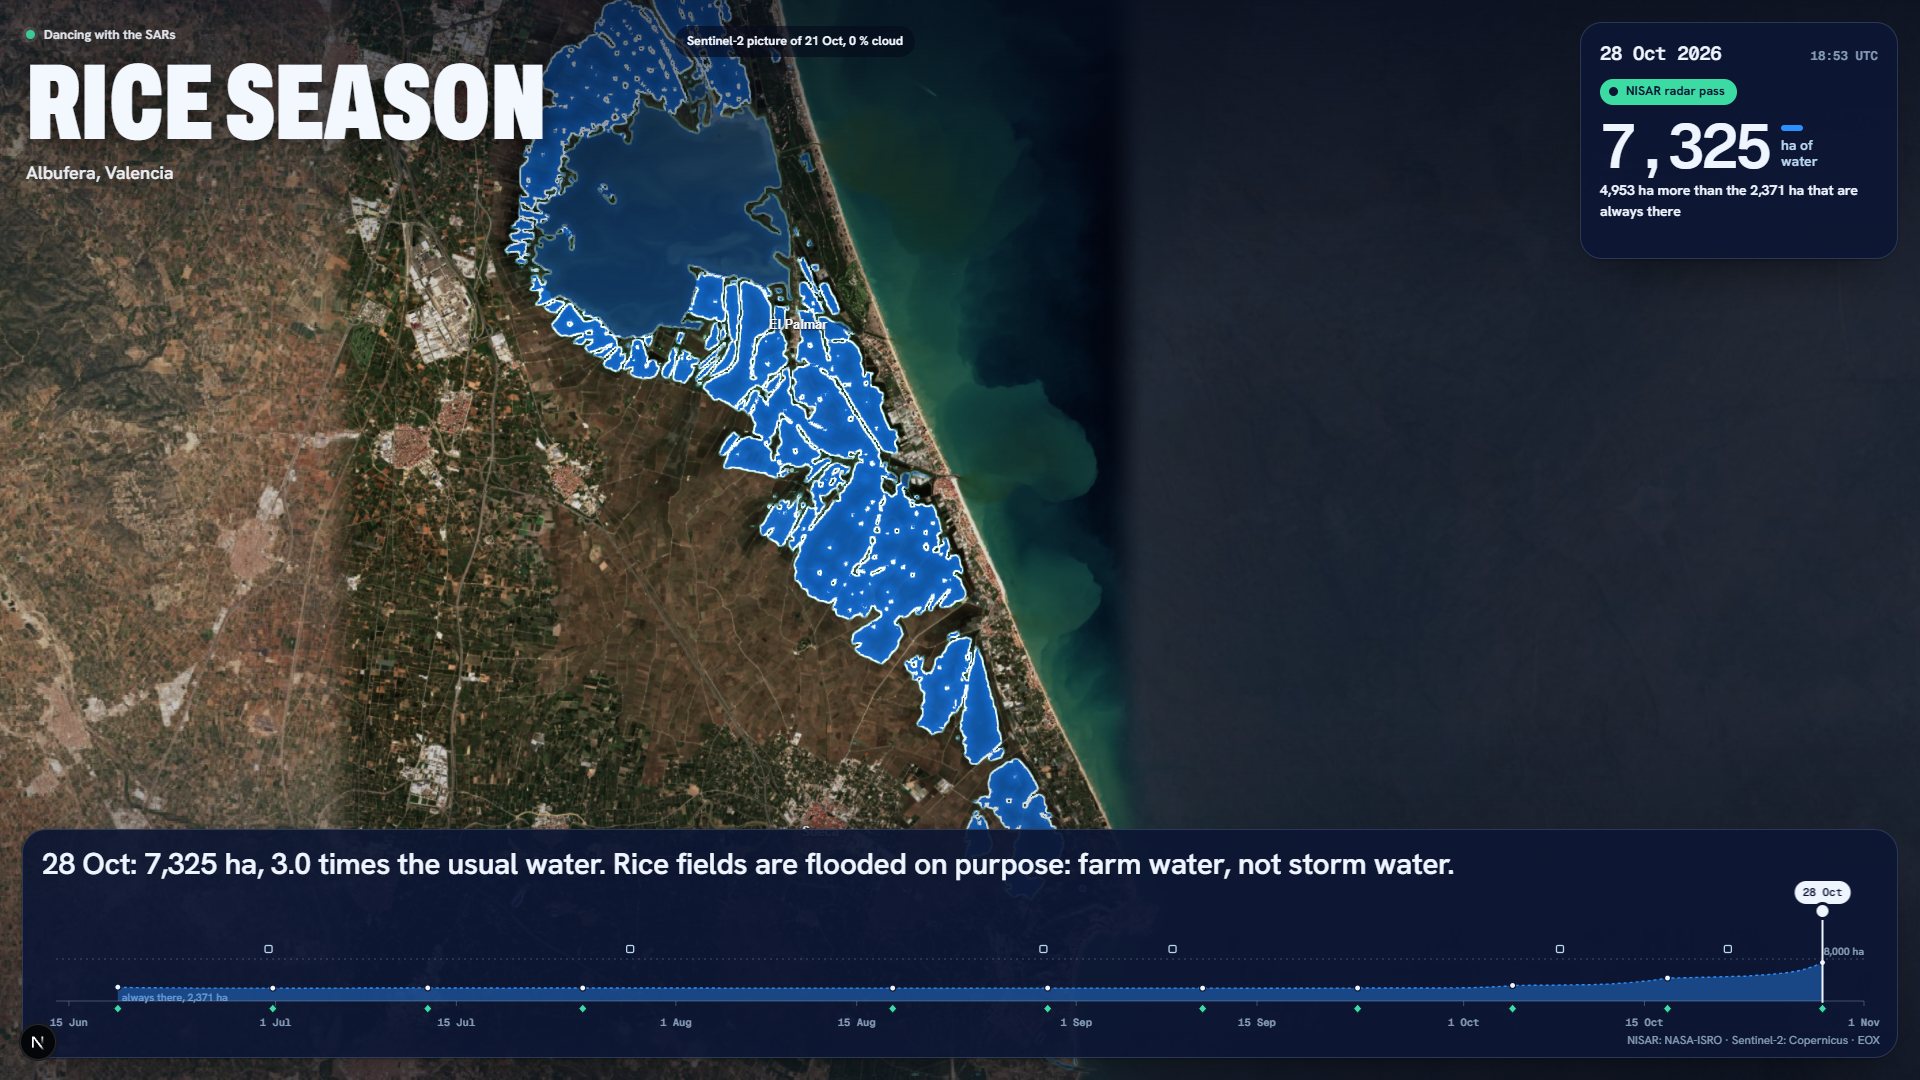 Dancing with the SARs
RICE SEASON
Albufera, Valencia
Sentinel-2 picture of 21 Oct, 0 % cloud
28 Oct 2026
18:53 UTC
NISAR radar pass
7,325
ha of
water
4,953 ha more than the 2,371 ha that are
always there
El Palmar
28 Oct: 7,325 ha, 3.0 times the usual water. Rice fields are flooded on purpose: farm water, not storm water.
28 Oct
8,000 ha
always there, 2,371 ha
15 Jun
1 Jul
15 Jul
1 Aug
15 Aug
1 Sep
15 Sep
1 Oct
15 Oct
1 Nov
N
NISAR: NASA-ISRO · Sentinel-2: Copernicus · EOX